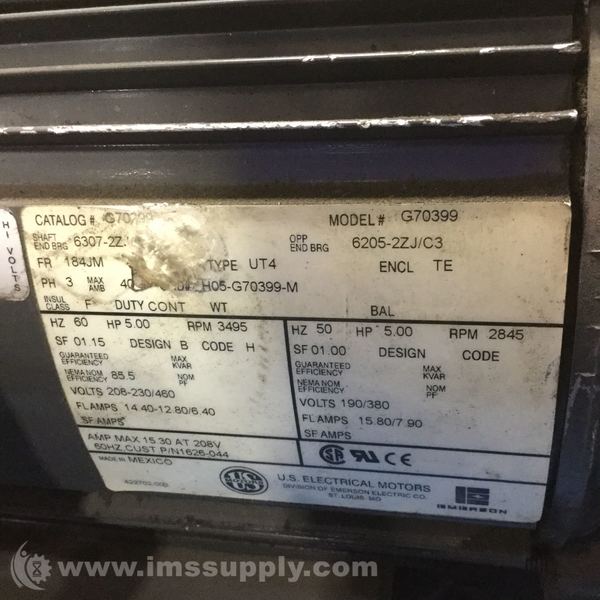 HI VOLTS
CATALOG # G70399 MODEL# G70399
SHAFT END BRG 6307-2Z OPP END BRG 6205-2ZJ/C3
FR 184JM TYPE UT4 ENCL TE
PH 3 MAX AMB 40 H05-G70399-M
INSUL CLASS F DUTY CONT WT BAL
HZ 60 HP 5.00 RPM 3495
SF 01.15 DESIGN B CODE H
GUARANTEED EFFICIENCY MAX KVAR
NEMA NOM EFFICIENCY 85.5 NOM PF
VOLTS 208-230/460
FL AMPS 14.40-12.80/6.40
SF AMPS
AMP MAX 15.30 AT 208V
60HZ, CUST P/N1626-044
MADE IN MEXICO
HZ 50 HP 5.00 RPM 2845
SF 01.00 DESIGN CODE
GUARANTEED EFFICIENCY MAX KVAR
NEMA NOM EFFICIENCY NOM PF
VOLTS 190/380
FL AMPS 15.80/7.90
SF AMPS
U.S. ELECTRICAL MOTORS
DIVISION OF EMERSON ELECTRIC CO.
ST. LOUIS, MO
EMERSON
www.imssupply.com